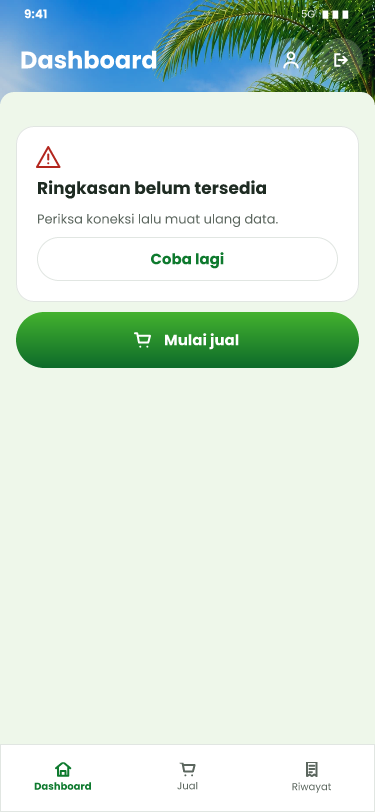 9:41
5G
Dashboard
Ringkasan belum tersedia
Periksa koneksi lalu muat ulang data.
Coba lagi
Mulai jual
Dashboard
Jual
Riwayat